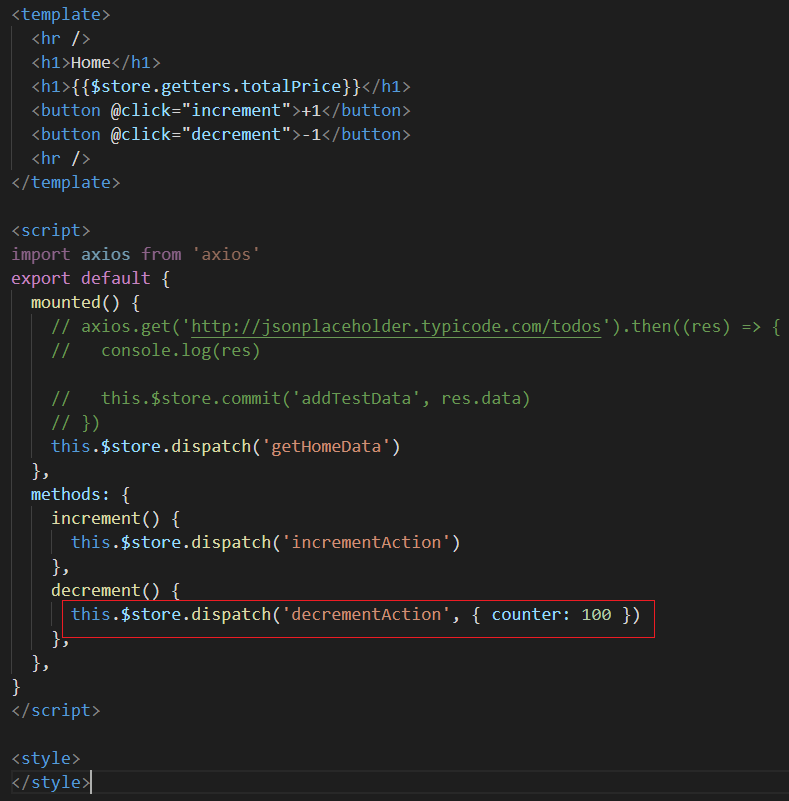 <template>
  <hr />
  <h1>Home</h1>
  <h1>{{$store.getters.totalPrice}}</h1>
  <button @click="increment">+1</button>
  <button @click="decrement">-1</button>
  <hr />
</template>

<script>
import axios from 'axios'
export default {
  mounted() {
    // axios.get('http://jsonplaceholder.typicode.com/todos').then((res) => {
    //   console.log(res)

    //   this.$store.commit('addTestData', res.data)
    // })
    this.$store.dispatch('getHomeData')
  },
  methods: {
    increment() {
      this.$store.dispatch('incrementAction')
    },
    decrement() {
      this.$store.dispatch('decrementAction', { counter: 100 })
    },
  },
}
</script>

<style>
</style>